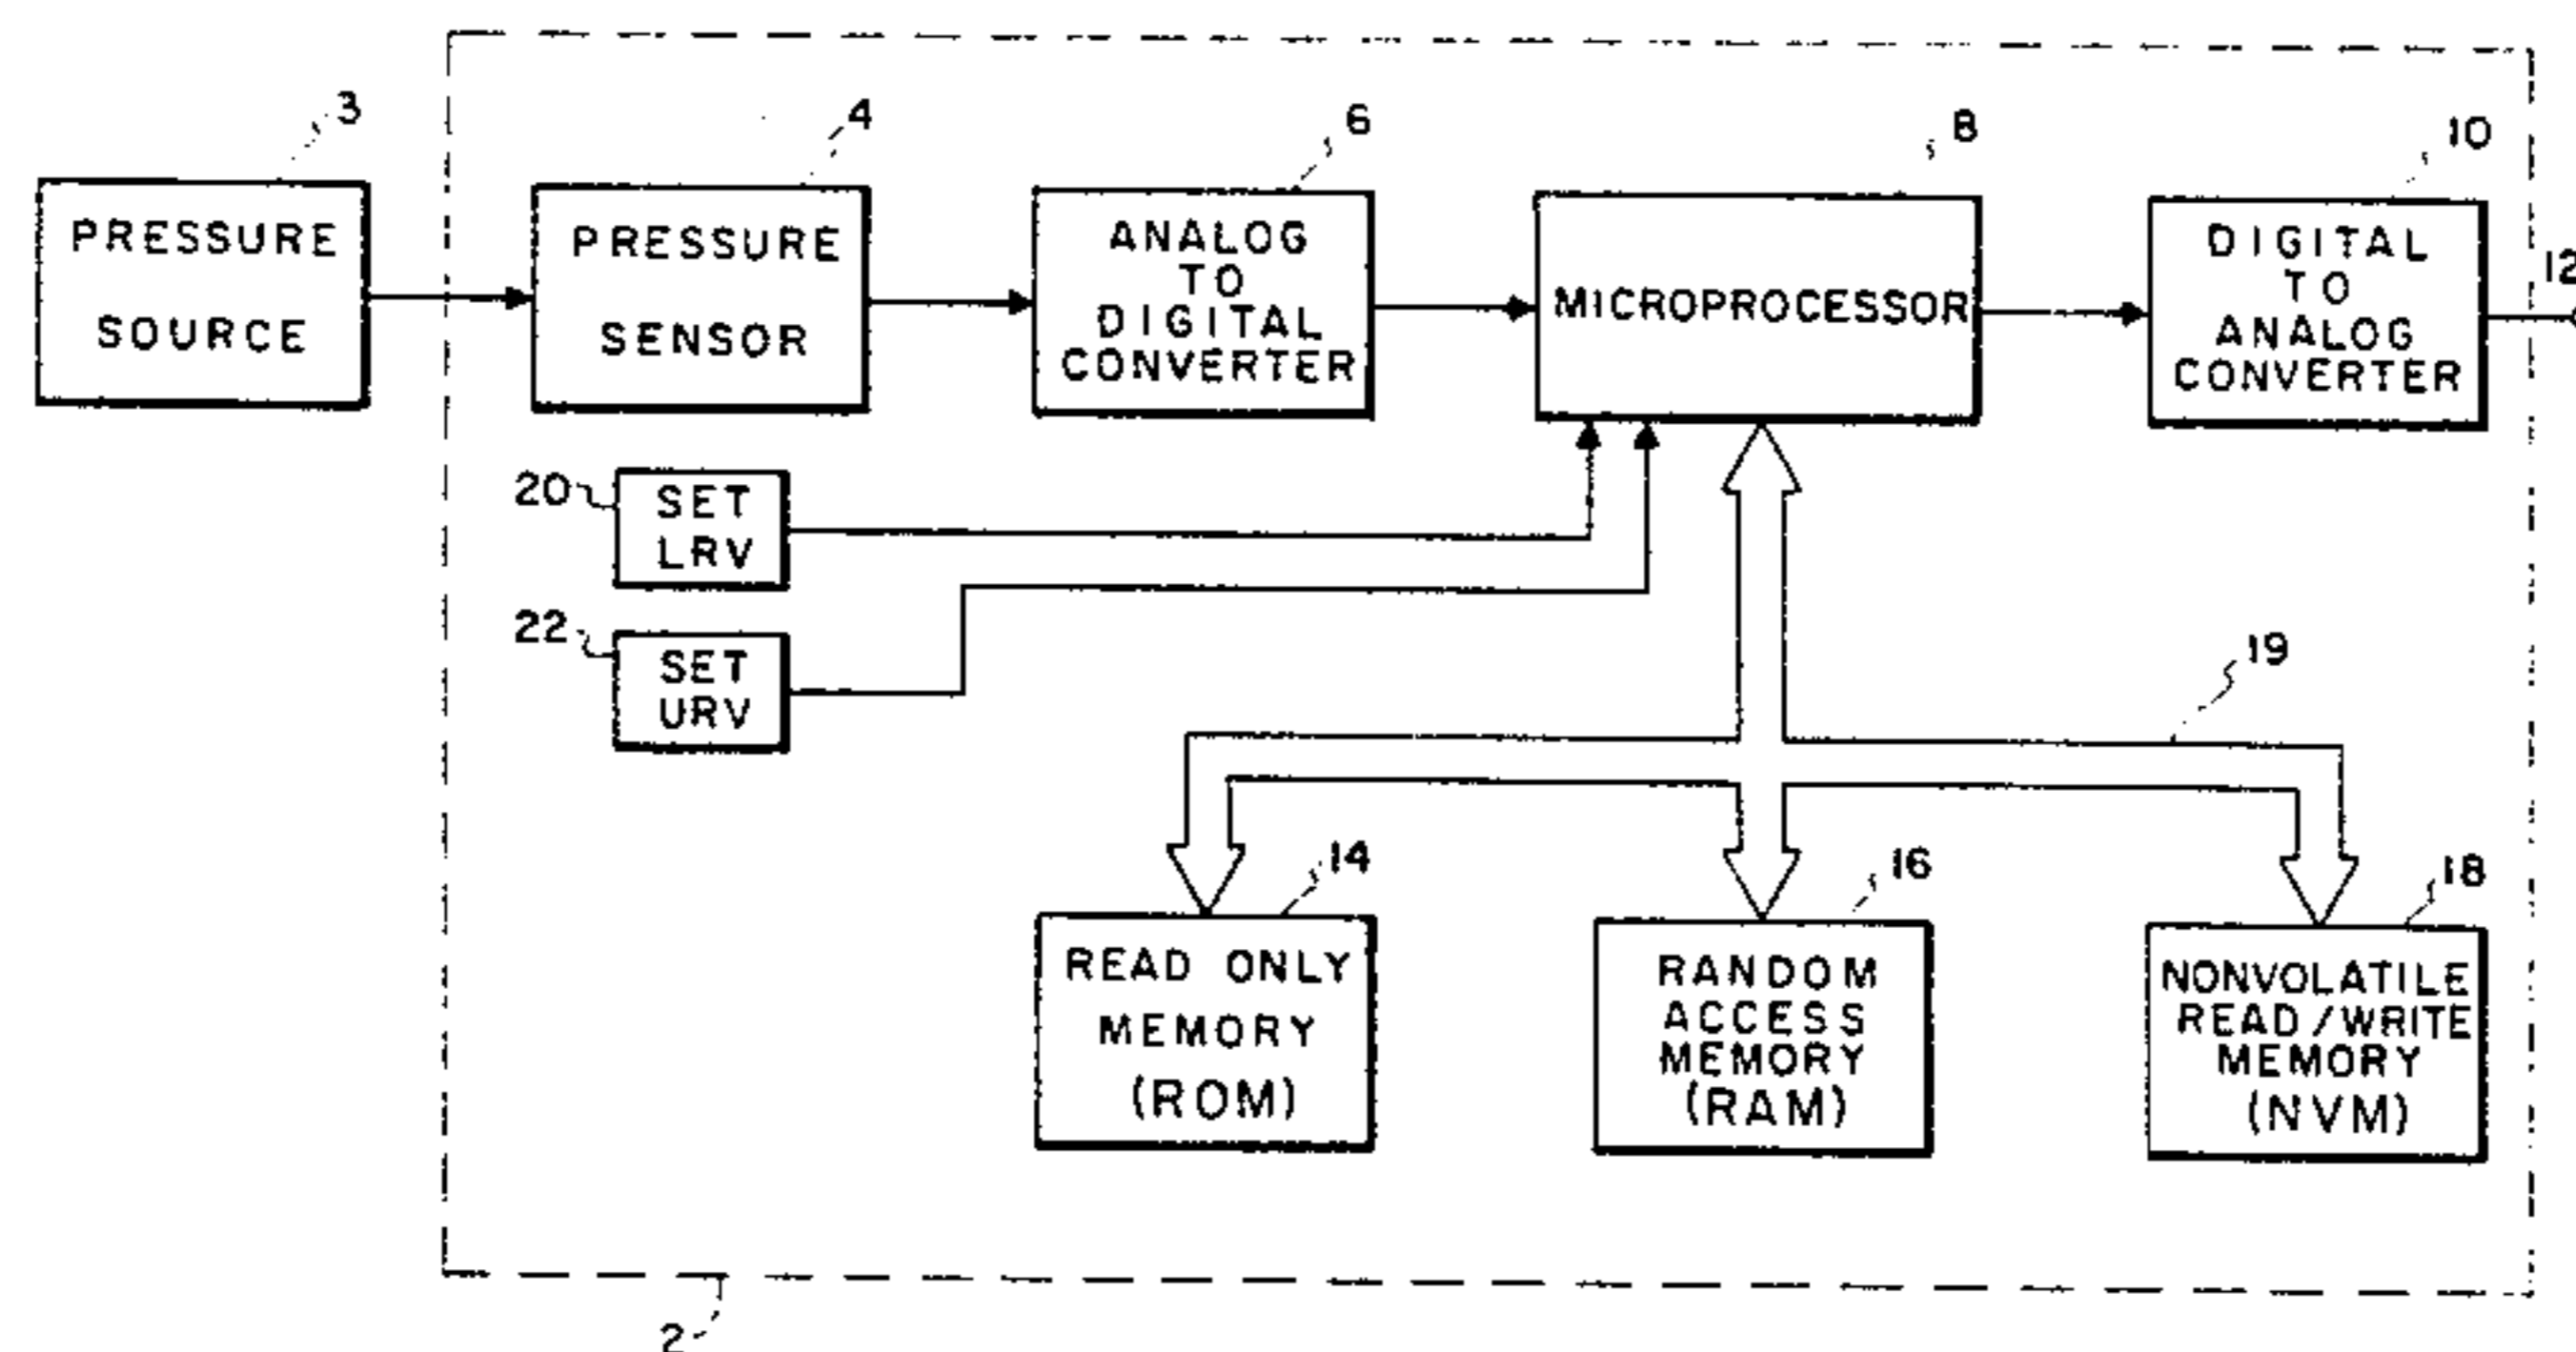 3
4
6
8
10
PRESSURE
SOURCE
PRESSURE
SENSOR
ANALOG
TO
DIGITAL
CONVERTER
MICROPROCESSOR
DIGITAL
TO
ANALOG
CONVERTER
12
20
SET
LRV
22
SET
URV
19
14
16
18
READ ONLY
MEMORY
(ROM)
RANDOM
ACCESS
MEMORY
(RAM)
NONVOLATILE
READ/WRITE
MEMORY
(NVM)
2